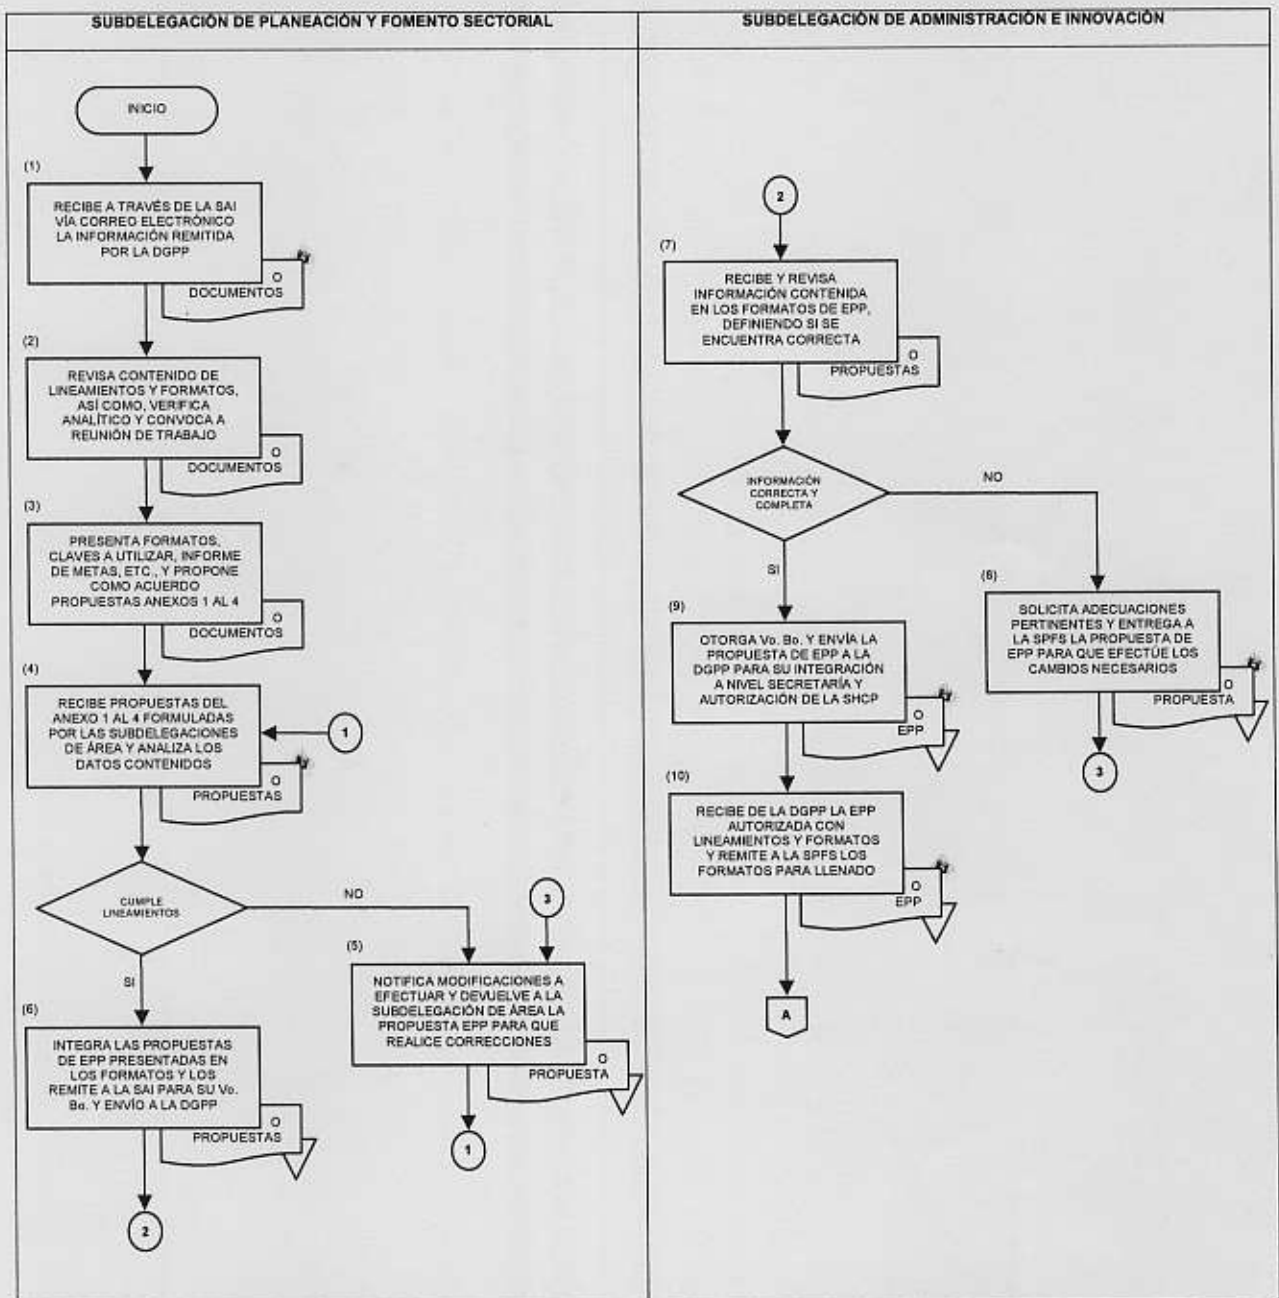 SUBDELEGACIÓN DE PLANEACIÓN Y FOMENTO SECTORIAL
SUBDELEGACIÓN DE ADMINISTRACIÓN E INNOVACIÓN
INICIO
(1)
RECIBE A TRAVÉS DE LA SAI
VÍA CORREO ELECTRÓNICO
LA INFORMACIÓN REMITIDA
POR LA DGPP
O
DOCUMENTOS
(2)
REVISA CONTENIDO DE
LINEAMIENTOS Y FORMATOS,
ASÍ COMO, VERIFICA
ANALÍTICO Y CONVOCA A
REUNIÓN DE TRABAJO
O
DOCUMENTOS
(3)
PRESENTA FORMATOS,
CLAVES A UTILIZAR, INFORME
DE METAS, ETC., Y PROPONE
COMO ACUERDO
PROPUESTAS ANEXOS 1 AL 4
O
DOCUMENTOS
(4)
RECIBE PROPUESTAS DEL
ANEXO 1 AL 4 FORMULADAS
POR LAS SUBDELEGACIONES
DE ÁREA Y ANALIZA LOS
DATOS CONTENIDOS
1
O
PROPUESTAS
CUMPLE
LINEAMIENTOS
NO
3
SI
(5)
NOTIFICA MODIFICACIONES A
EFECTUAR Y DEVUELVE A LA
SUBDELEGACIÓN DE ÁREA LA
PROPUESTA EPP PARA QUE
REALICE CORRECCIONES
O
PROPUESTA
1
(6)
INTEGRA LAS PROPUESTAS
DE EPP PRESENTADAS EN
LOS FORMATOS Y LOS
REMITE A LA SAI PARA SU Vo.
Bo. Y ENVÍO A LA DGPP
O
PROPUESTAS
2
2
(7)
RECIBE Y REVISA
INFORMACIÓN CONTENIDA
EN LOS FORMATOS DE EPP,
DEFINIENDO SI SE
ENCUENTRA CORRECTA
O
PROPUESTAS
INFORMACIÓN
CORRECTA Y
COMPLETA
NO
SI
(8)
SOLICITA ADECUACIONES
PERTINENTES Y ENTREGA A
LA SPFS LA PROPUESTA DE
EPP PARA QUE EFECTÚE LOS
CAMBIOS NECESARIOS
O
PROPUESTA
3
(9)
OTORGA Vo. Bo. Y ENVÍA LA
PROPUESTA DE EPP A LA
DGPP PARA SU INTEGRACIÓN
A NIVEL SECRETARÍA Y
AUTORIZACIÓN DE LA SHCP
O
EPP
(10)
RECIBE DE LA DGPP LA EPP
AUTORIZADA CON
LINEAMIENTOS Y FORMATOS
Y REMITE A LA SPFS LOS
FORMATOS PARA LLENADO
O
EPP
A